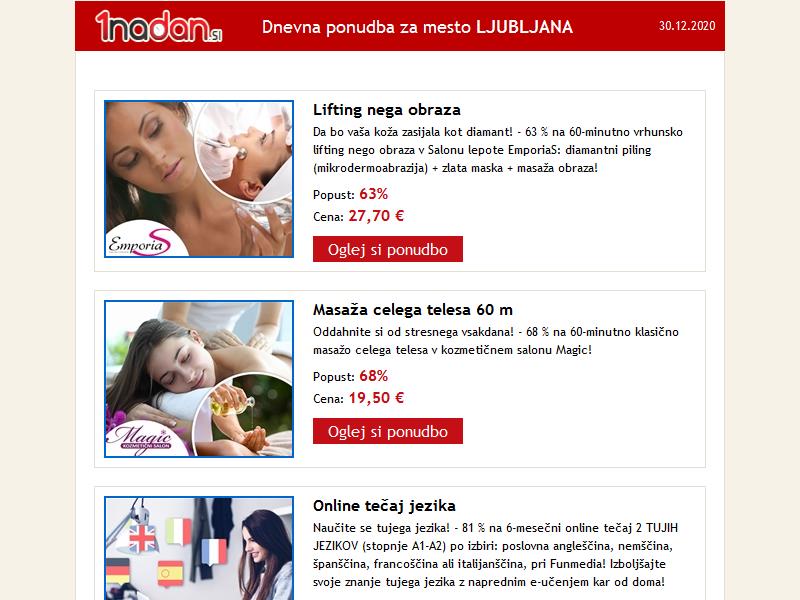 1nadan.si
Dnevna ponudba za mesto LJUBLJANA
30.12.2020
Lifting nega obraza
Da bo vaša koža zasijala kot diamant! - 63 % na 60-minutno vrhunsko
lifting nego obraza v Salonu lepote EmporiaS: diamantni piling
(mikrodermoabrazija) + zlata maska + masaža obraza!
Popust: 63%
Cena: 27,70 €
Oglej si ponudbo
Emporia S
Masaža celega telesa 60 m
Oddahnite si od stresnega vsakdana! - 68 % na 60-minutno klasično
masažo celega telesa v kozmetičnem salonu Magic!
Popust: 68%
Cena: 19,50 €
Oglej si ponudbo
Magic
KOZMETIČNI SALON
Online tečaj jezika
Naučite se tujega jezika! - 81 % na 6-mesečni online tečaj 2 TUJIH
JEZIKOV (stopnje A1-A2) po izbiri: poslovna angleščina, nemščina,
španščina, francoščina ali italijanščina, pri Funmedia! Izboljšajte
svoje znanje tujega jezika z naprednim e-učenjem kar od doma!